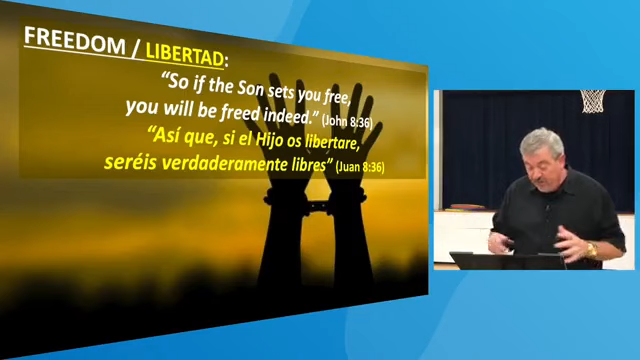 FREEDOM / LIBERTAD:
“So if the Son sets you free,
you will be freed indeed.” (John 8:36)
“Así que, si el Hijo os libertare,
seréis verdaderamente libres” (Juan 8:36)